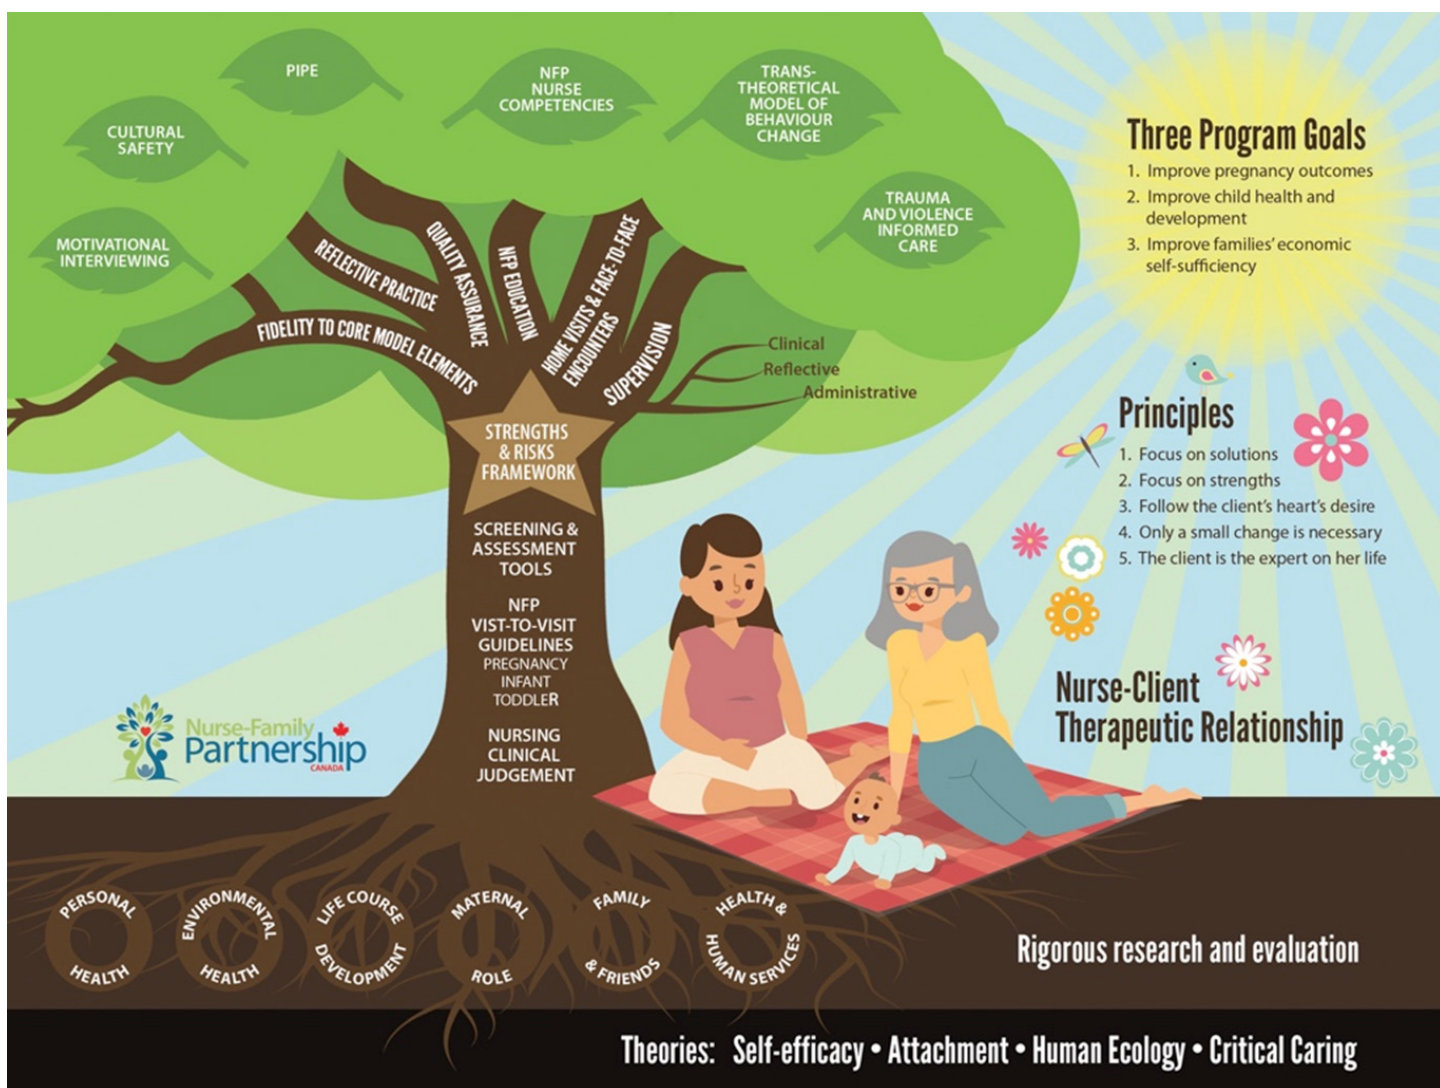 PIPE
NFP
NURSE
COMPETENCIES
TRANS-
THEORETICAL
MODEL OF
BEHAVIOUR
CHANGE
CULTURAL
SAFETY
MOTIVATIONAL
INTERVIEWING
TRAUMA
AND VIOLENCE
INFORMED
CARE
FIDELITY TO CORE MODEL ELEMENTS
REFLECTIVE PRACTICE
QUALITY ASSURANCE
NFP EDUCATION
HOME VISITS & FACE-TO-FACE
ENCOUNTERS
SUPERVISION
Clinical
Reflective
Administrative
STRENGTHS
& RISKS
FRAMEWORK
SCREENING &
ASSESSMENT
TOOLS
NFP
VIST-TO-VISIT
GUIDELINES
PREGNANCY
INFANT
TODDLER
NURSING
CLINICAL
JUDGEMENT
Three Program Goals
1. Improve pregnancy outcomes
2. Improve child health and
development
3. Improve families' economic
self-sufficiency
Principles
1. Focus on solutions
2. Focus on strengths
3. Follow the client's heart's desire
4. Only a small change is necessary
5. The client is the expert on her life
Nurse-Client
Therapeutic Relationship
Nurse-Family
Partnership
CANADA
PERSONAL
HEALTH
ENVIRONMENTAL
HEALTH
LIFE COURSE
DEVELOPMENT
MATERNAL
ROLE
FAMILY
& FRIENDS
HEALTH &
HUMAN SERVICES
Rigorous research and evaluation
Theories: Self-efficacy • Attachment • Human Ecology • Critical Caring